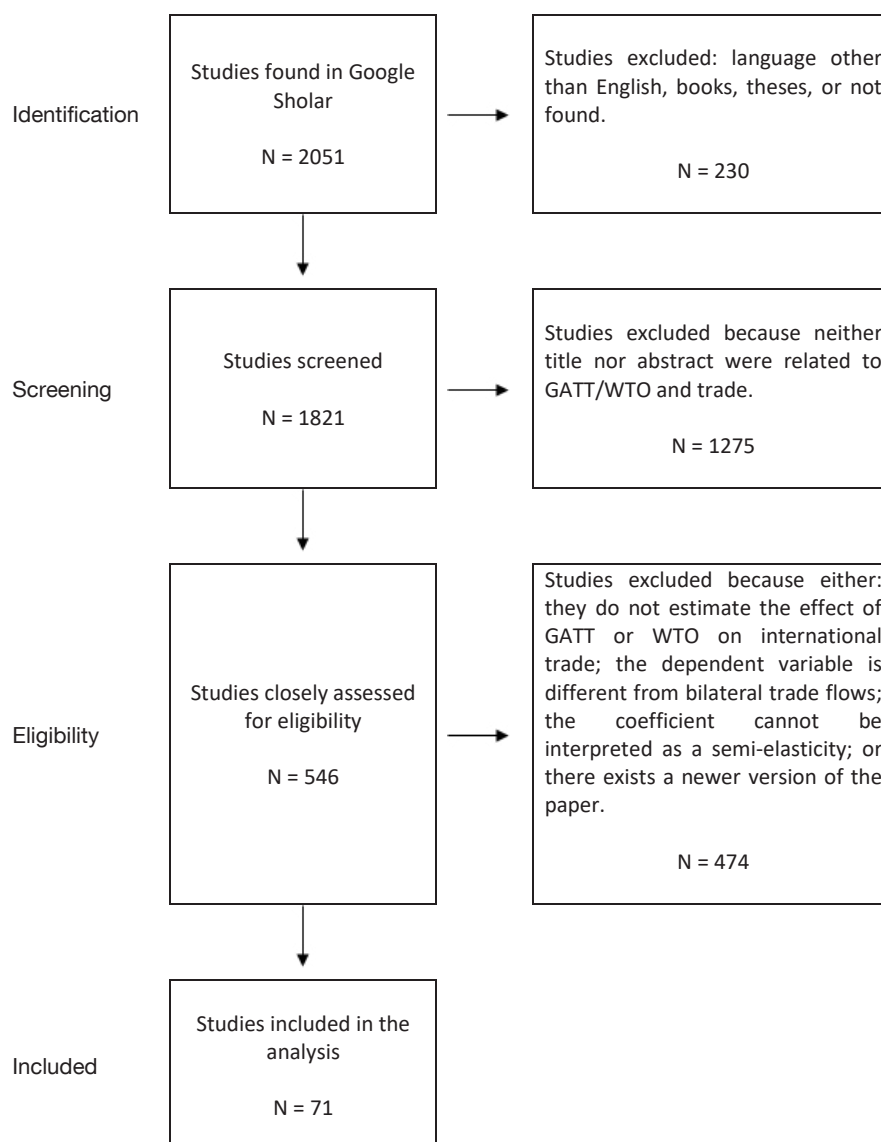 Identification
Studies found in Google
Sholar
N = 2051
Studies excluded: language other
than English, books, theses, or not
found.
N = 230
Screening
Studies screened
N = 1821
Studies excluded because neither
title nor abstract were related to
GATT/WTO and trade.
N = 1275
Eligibility
Studies closely assessed
for eligibility
N = 546
Studies excluded because either:
they do not estimate the effect of
GATT or WTO on international
trade; the dependent variable is
different from bilateral trade flows;
the coefficient cannot be
interpreted as a semi-elasticity; or
there exists a newer version of the
paper.
N = 474
Included
Studies included in the
analysis
N = 71